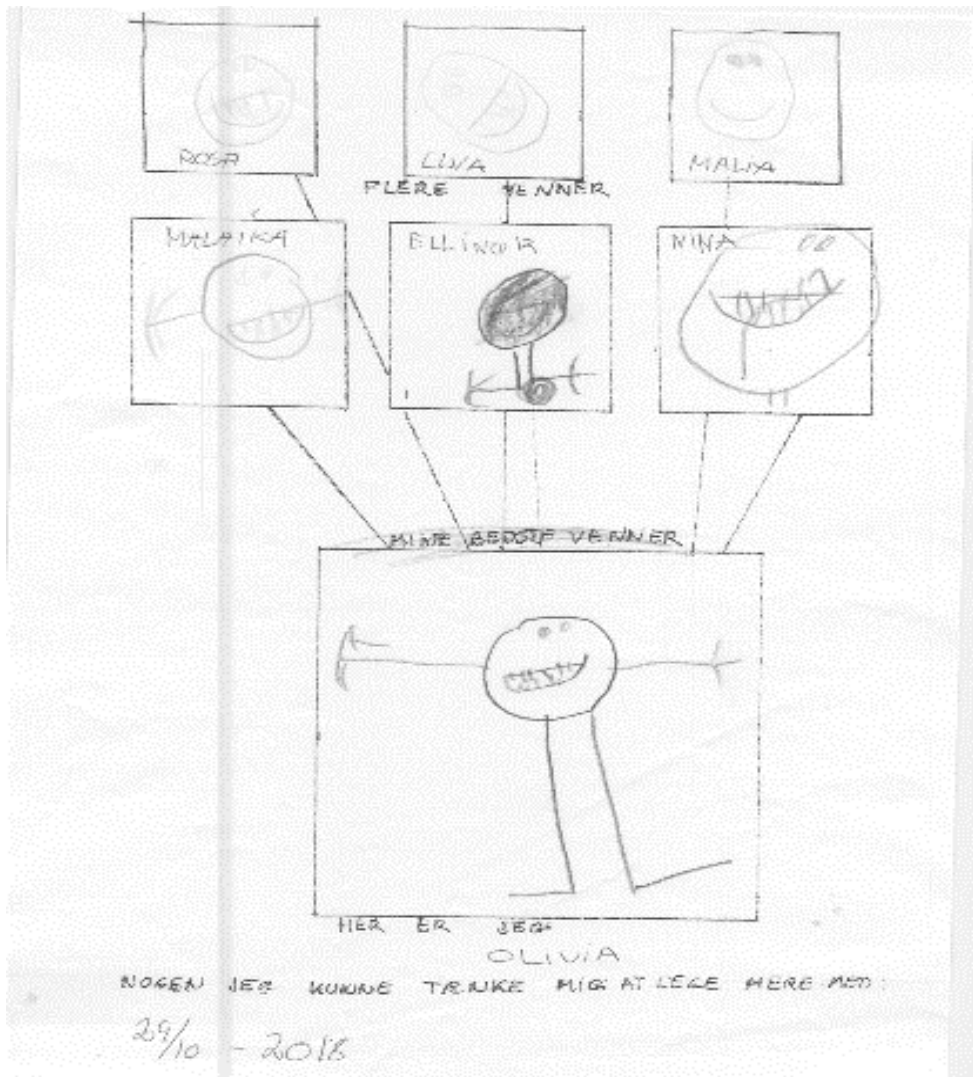 ROSA LINA MALIXA
FLERE VENNER
MALAIKA ELLINOR NINA
MINE BEDSTE VENNER
HER ER JEG
OLIVIA
NOGEN JEG KUNNE TÆNKE MIG AT LEGE MERE MED:
29/10 - 2018